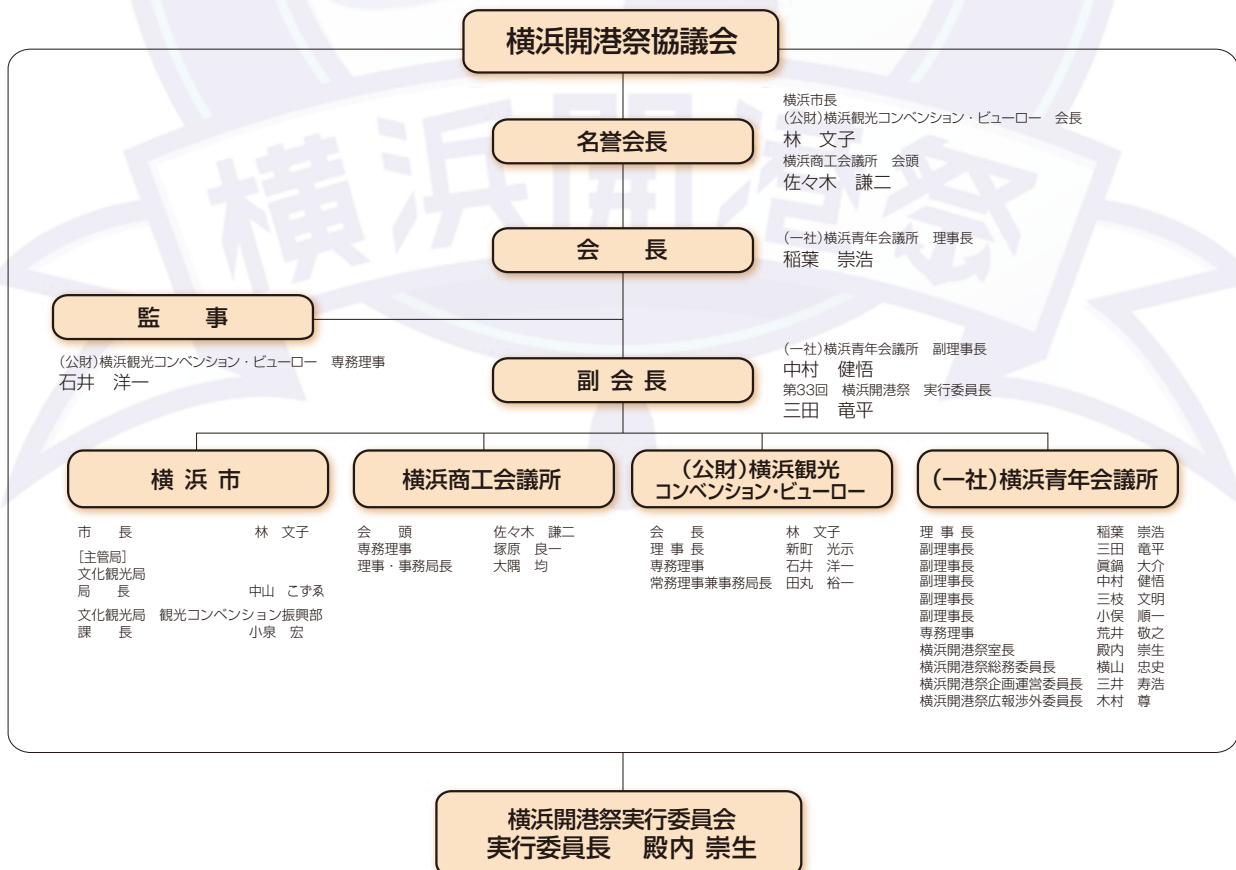 横浜開港祭協議会
横浜開港祭
名誉会長
横浜市長
(公財)横浜観光コンベンション・ビューロー　会長
林　文子
横浜商工会議所　会頭
佐々木　謙二
会　長
(一社)横浜青年会議所　理事長
稲葉　崇浩
監　事
(公財)横浜観光コンベンション・ビューロー　専務理事
石井　洋一
副会長
(一社)横浜青年会議所　副理事長
中村　健悟
第33回　横浜開港祭　実行委員長
三田　竜平
横浜市
市　長　林　文子
[主管局]
文化観光局
局　長　中山　こずゑ
文化観光局　観光コンベンション振興部
課　長　小泉　宏
横浜商工会議所
会　頭　佐々木　謙二
専務理事　塚原　良一
理事・事務局長　大隅　均
(公財)横浜観光
コンベンション・ビューロー
会　長　林　文子
理事長　新町　光示
専務理事　石井　洋一
常務理事兼事務局長　田丸　裕一
(一社)横浜青年会議所
理事長　稲葉　崇浩
副理事長　三田　竜平
副理事長　眞鍋　大介
副理事長　中村　健悟
副理事長　三枝　文明
副理事長　小俣　順一
専務理事　荒井　敬之
横浜開港祭室長　殿内　崇生
横浜開港祭総務委員長　横山　忠史
横浜開港祭企画運営委員長　三井　寿浩
横浜開港祭広報渉外委員長　木村　尊
横浜開港祭実行委員会
実行委員長　殿内 崇生